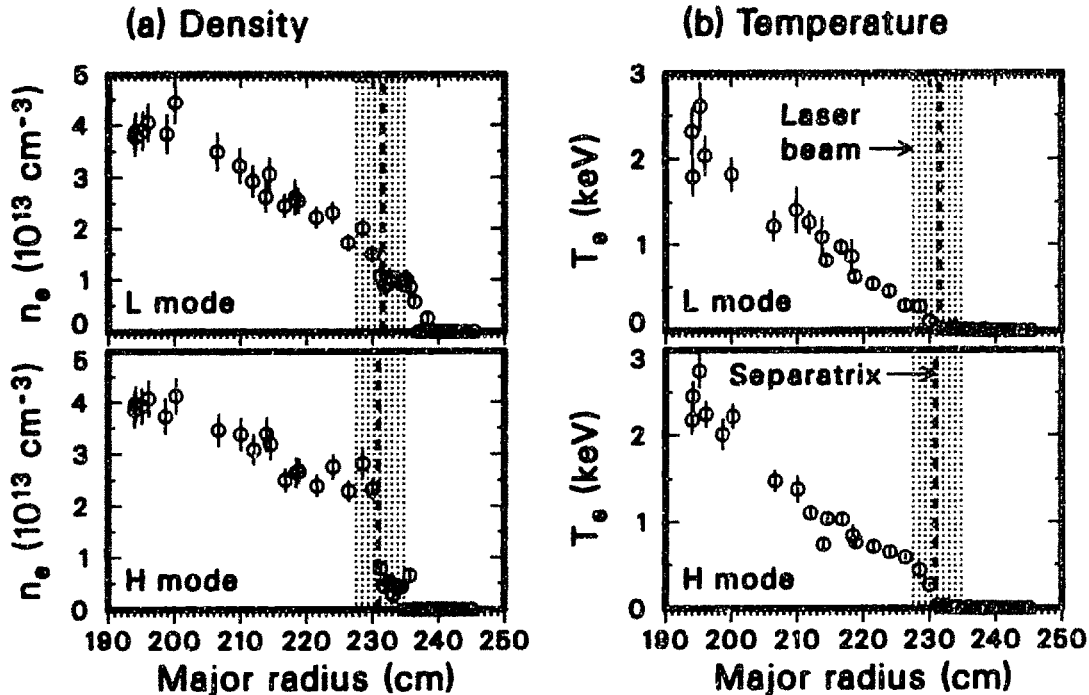 (a) Density
(b) Temperature
5
4
3
2
1
0
n_e (10^13 cm^-3)
L mode
3
2
1
0
T_e (keV)
Laser
beam
L mode
5
4
3
2
1
0
n_e (10^13 cm^-3)
H mode
190 200 210 220 230 240 250
Major radius (cm)
3
2
1
0
T_e (keV)
Separatrix
H mode
190 200 210 220 230 240 250
Major radius (cm)